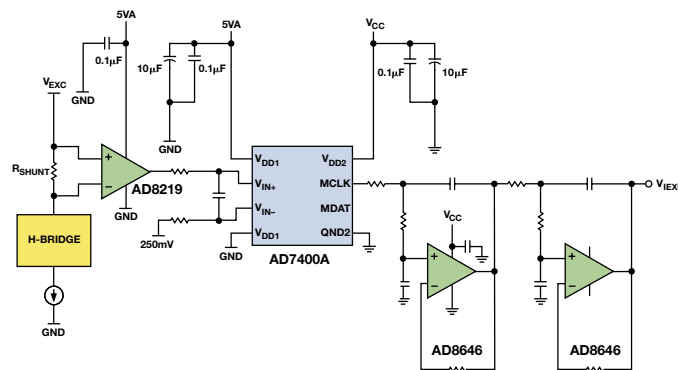 5VA
5VA
VCC
0.1µF
10µF
0.1µF
0.1µF
10µF
VEXC
GND
GND
RSHUNT
+
−
AD8219
GND
VDD1
VDD2
VIN+
MCLK
VIN–
MDAT
VDD1
QND2
250mV
GND
AD7400A
H-BRIDGE
GND
VCC
+
−
AD8646
+
−
AD8646
VIEXC